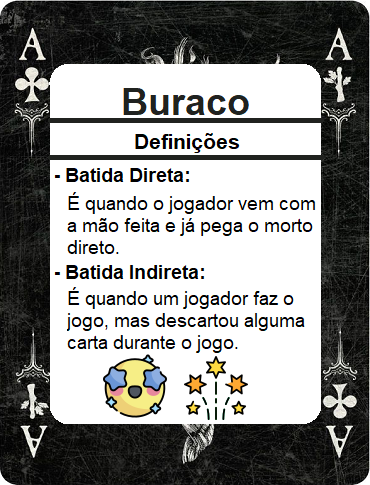 A A
Buraco
Definições
- Batida Direta:
É quando o jogador vem com
a mão feita e já pega o morto
direto.
- Batida Indireta:
É quando um jogador faz o
jogo, mas descartou alguma
carta durante o jogo.
A A